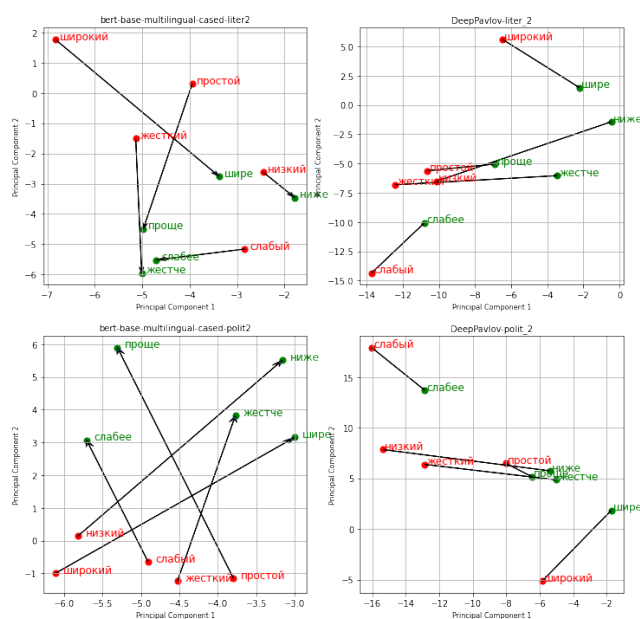 bert-base-multilingual-cased-liter2
2
1
0
−1
−2
−3
−4
−5
−6
Principal Component 2
широкий
простой
жесткий
низкий
шире
ниже
проще
слабый
слабее
жестче
−7
−6
−5
−4
−3
−2
Principal Component 1
DeepPavlov-liter_2
5.0
2.5
0.0
−2.5
−5.0
−7.5
−10.0
−12.5
−15.0
Principal Component 2
широкий
шире
ниже
проще
простой
жестче
низкий
жесткий
слабее
слабый
−14
−12
−10
−8
−6
−4
−2
0
Principal Component 1
bert-base-multilingual-cased-polit2
6
5
4
3
2
1
0
−1
Principal Component 2
проще
ниже
жестче
слабее
шире
низкий
слабый
широкий
жесткий
простой
−6.0
−5.5
−5.0
−4.5
−4.0
−3.5
−3.0
Principal Component 1
DeepPavlov-polit_2
15
10
5
0
−5
Principal Component 2
слабый
слабее
низкий
простой
жесткий
ниже
проще
жестче
шире
широкий
−16
−14
−12
−10
−8
−6
−4
−2
Principal Component 1